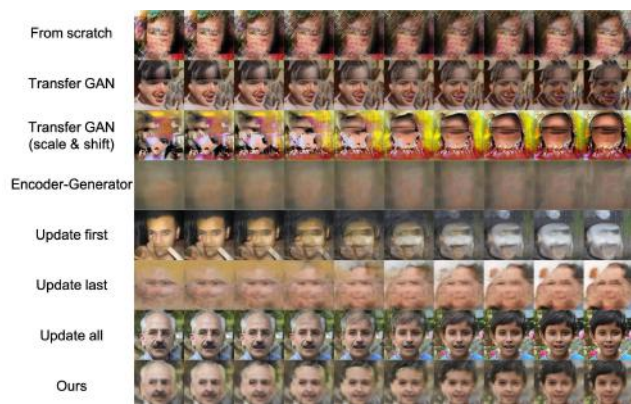 From scratch
Transfer GAN
Transfer GAN
(scale & shift)
Encoder-Generator
Update first
Update last
Update all
Ours